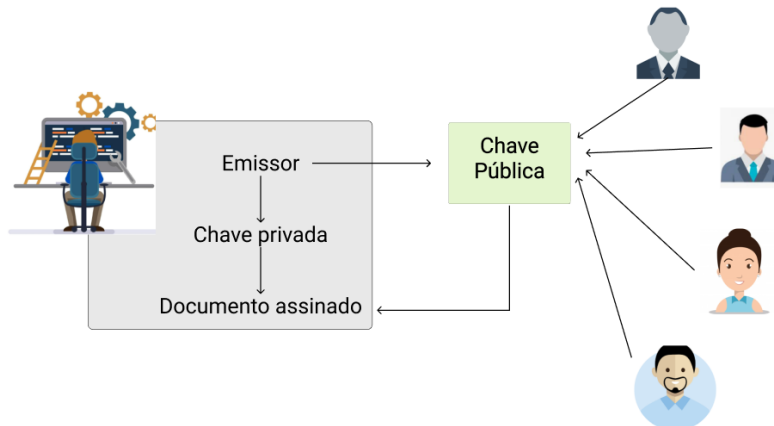 Emissor
Chave privada
Documento assinado
Chave
Pública